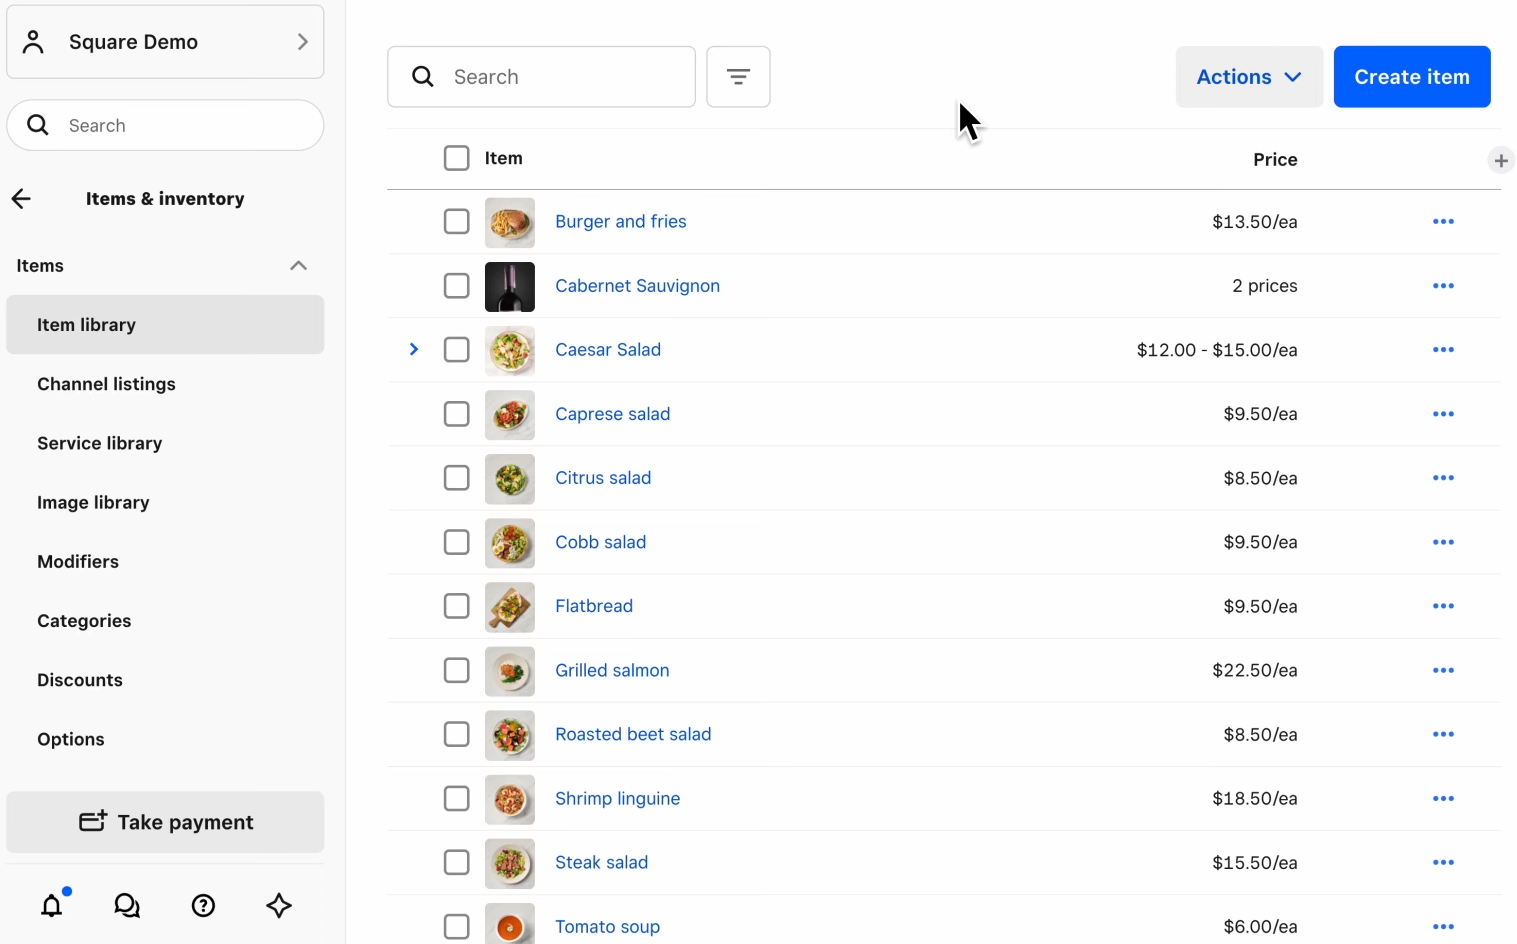 Square Demo
Search
Items & inventory
Items
Item library
Channel listings
Service library
Image library
Modifiers
Categories
Discounts
Options
Take payment
Search
Actions
Create item
Item Price
Burger and fries $13.50/ea
Cabernet Sauvignon 2 prices
Caesar Salad $12.00 - $15.00/ea
Caprese salad $9.50/ea
Citrus salad $8.50/ea
Cobb salad $9.50/ea
Flatbread $9.50/ea
Grilled salmon $22.50/ea
Roasted beet salad $8.50/ea
Shrimp linguine $18.50/ea
Steak salad $15.50/ea
Tomato soup $6.00/ea